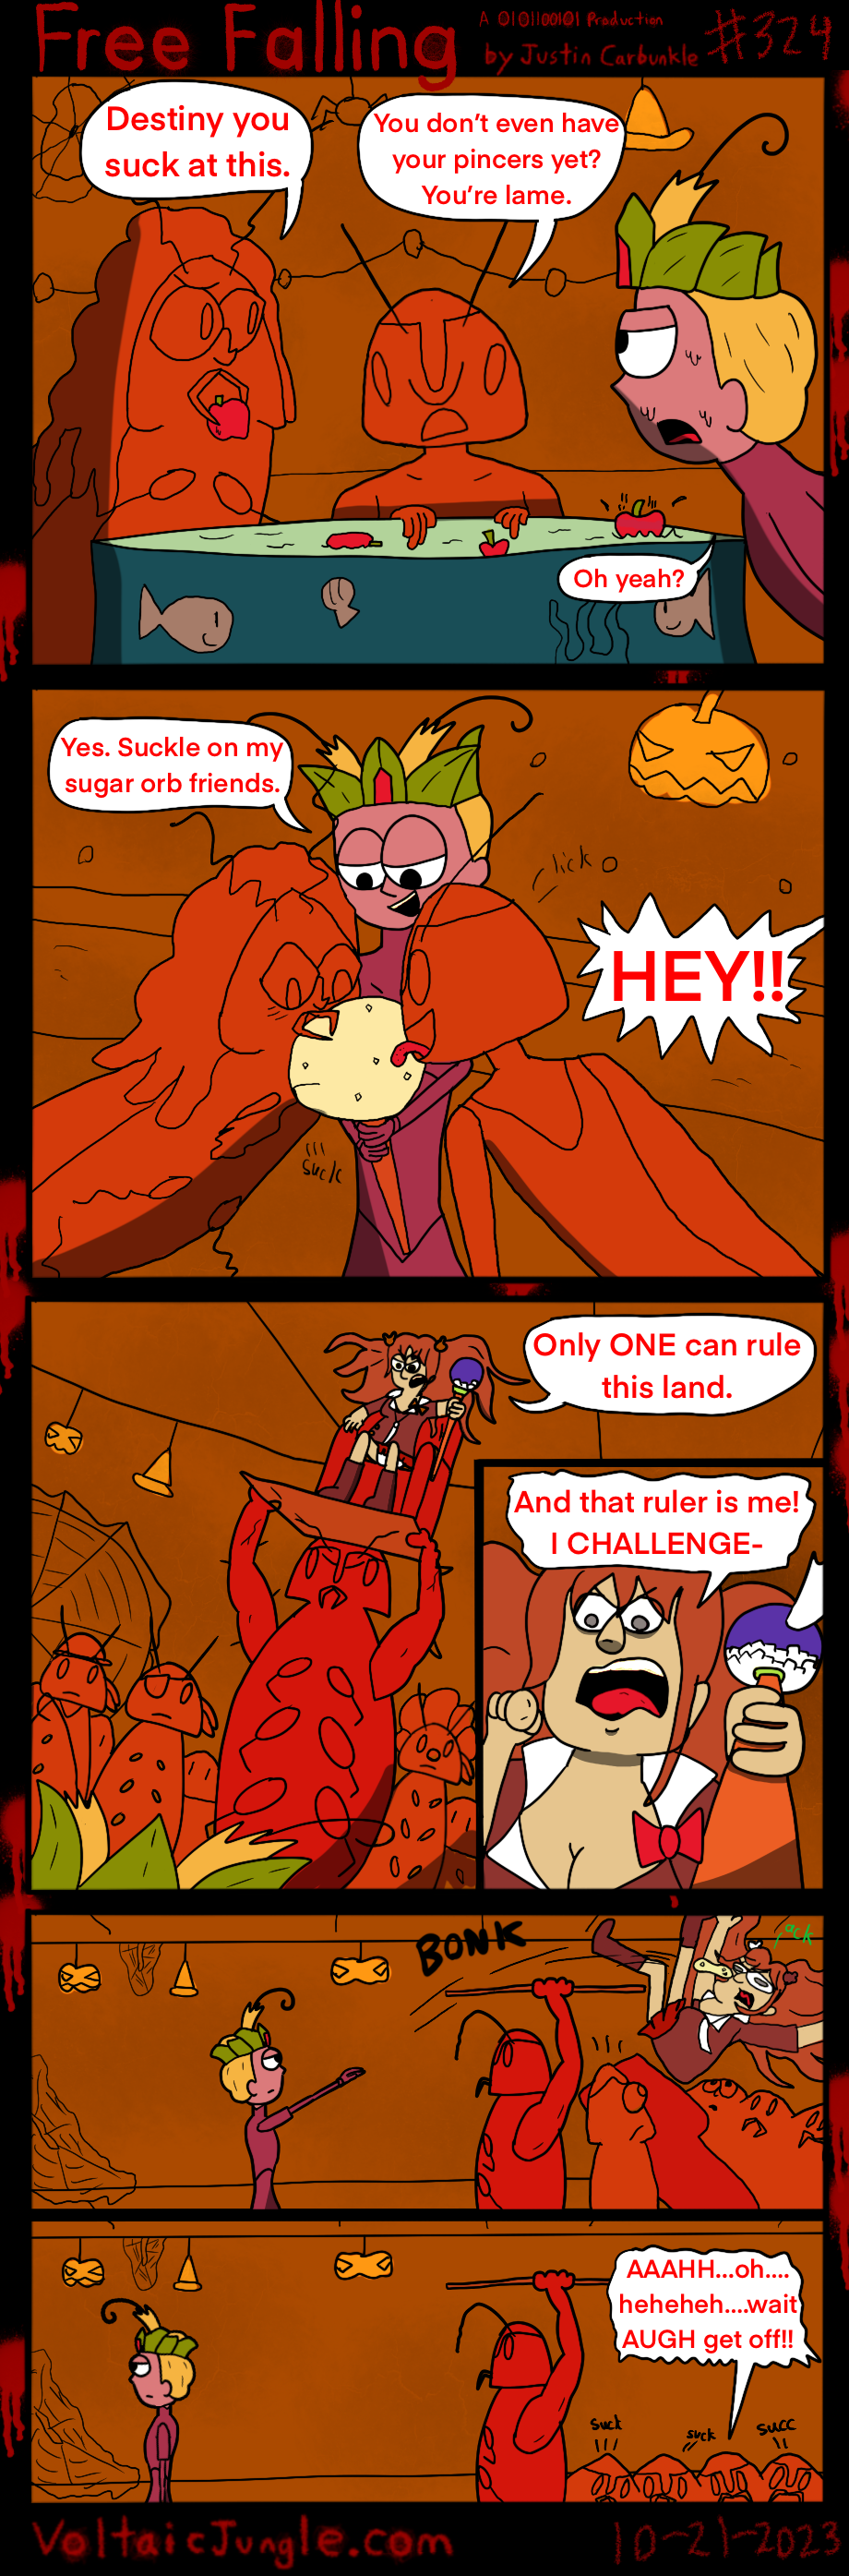 Free Falling
A 0101100101 Production
by Justin Carbunkle
#324
Destiny you
suck at this.
You don't even have
your pincers yet?
You're lame.
Oh yeah?
Yes. Suckle on my
sugar orb friends.
lick
HEY!!
suck
Only ONE can rule
this land.
And that ruler is me!
I CHALLENGE-
BONK
ack
AAAHH...oh....
heheheh....wait
AUGH get off!!
suck
suck
succ
VoltaicJungle.com
10-21-2023